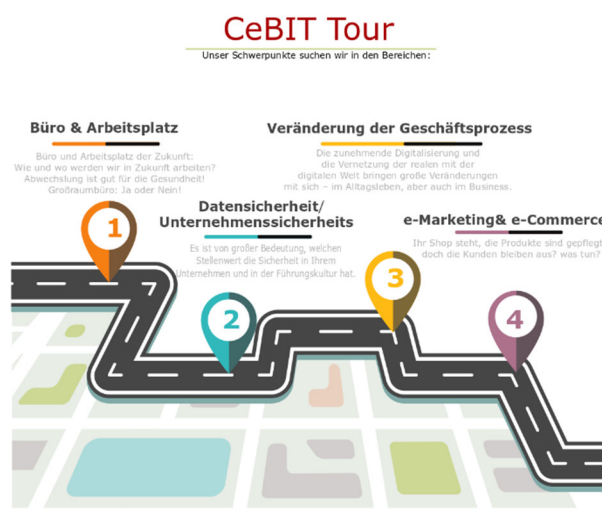 CeBIT Tour
Unser Schwerpunkte suchen wir in den Bereichen:
Büro & Arbeitsplatz
Büro und Arbeitsplatz der Zukunft:
Wie und wo werden wir in Zukunft arbeiten?
Abwechslung ist gut für die Gesundheit!
Großraumbüro: Ja oder Nein!
1
Datensicherheit/
Unternehmenssicherheits
Es ist von großer Bedeutung, welchen
Stellenwert die Sicherheit in Ihrem
Unternehmen und in der Führungskultur hat.
2
Veränderung der Geschäftsprozess
Die zunehmende Digitalisierung und
die Vernetzung der realen mit der
digitalen Welt bringen große Veränderungen
mit sich – im Alltagsleben, aber auch im Business.
3
e-Marketing& e-Commerce
Ihr Shop steht, die Produkte sind gepflegt
doch die Kunden bleiben aus? was tun?
4